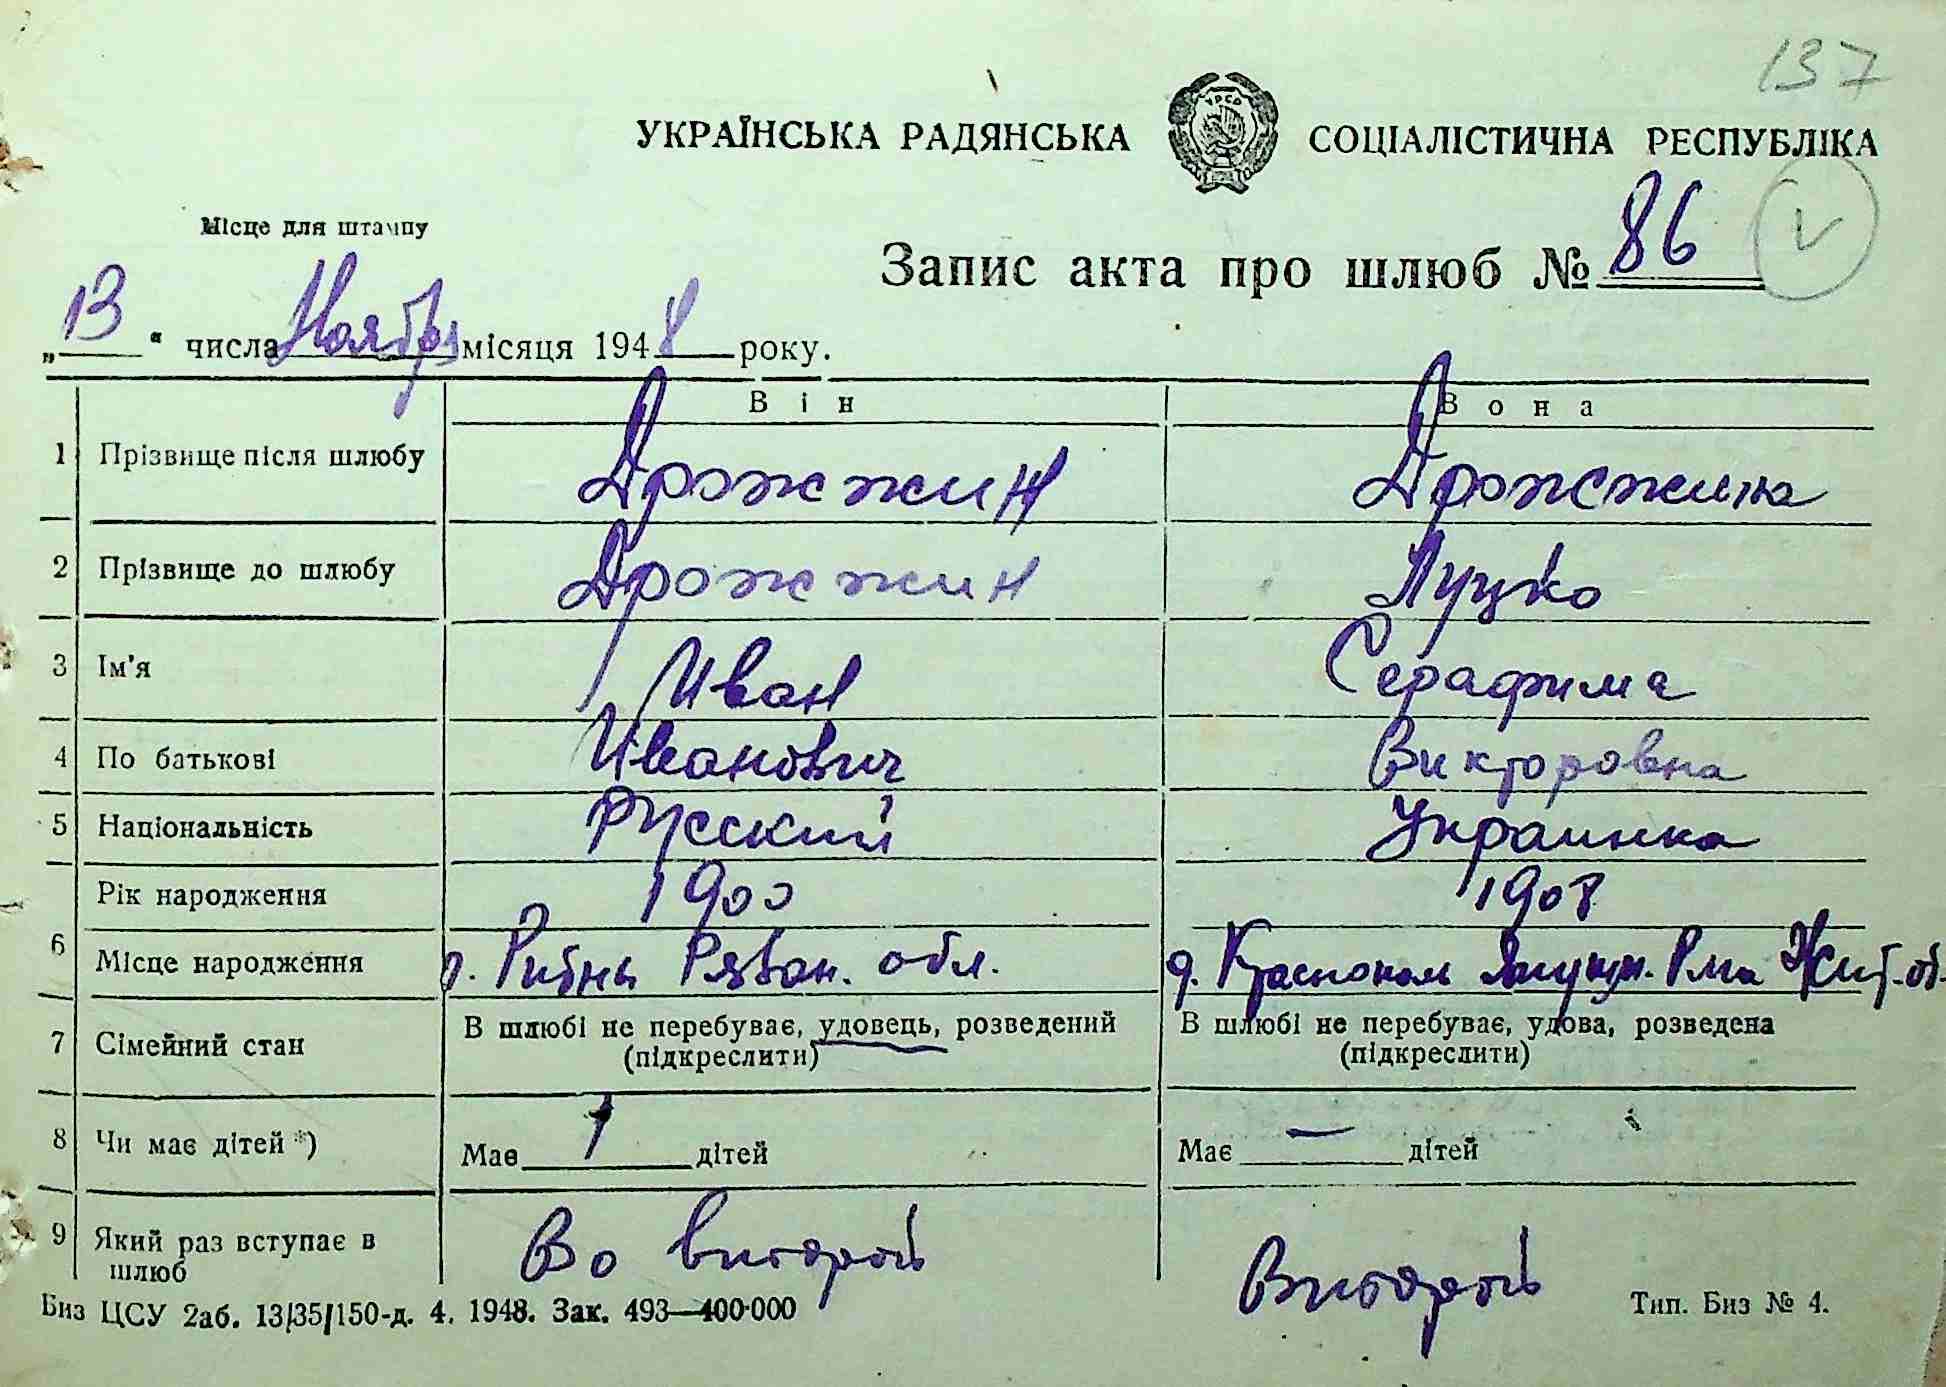 137
УКРАЇНСЬКА РАДЯНСЬКА СОЦІАЛІСТИЧНА РЕСПУБЛІКА
Місце для штампу
Запис акта про шлюб № 86
„13“ числа Ноября місяця 1948 року.
Він Вона
1 Прізвище після шлюбу Дрожжин Дрожжина
2 Прізвище до шлюбу Дрожжин Луцко
3 Ім'я Иван Серафима
4 По батькові Иванович Викторовна
5 Національність Русский Украинка
Рік народження 1900 1908
6 Місце народження Рязан. обл. д.
7 Сімейний стан В шлюбі не перебуває, удовець, розведений В шлюбі не перебуває, удова, розведена
(підкреслити) (підкреслити)
8 Чи має дітей *) Має 1 дітей Має — дітей
9 Який раз вступає в шлюб Во второй Второй
Биз ЦСУ 2аб. 13/35/150-д. 4. 1948. Зак. 493—400·000 Тип. Биз № 4.